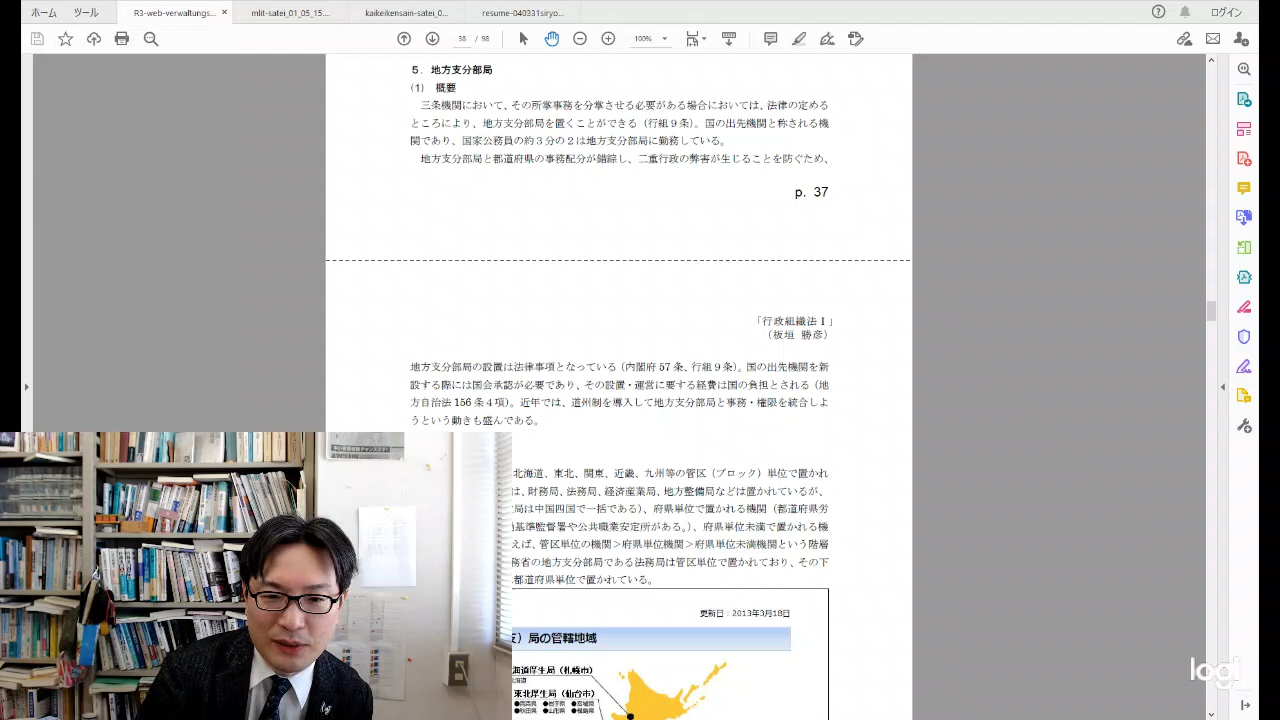 ホーム
ツール
R3-web-verwaltungs...
mlit-satei_01_05_15....
kaikeikensain-satei_0...
resume-040331siryo...
ログイン
38 / 98
100%
5．地方支分部局
(1) 概要
三条機関において、その所掌事務を分掌させる必要がある場合においては、法律の定める
ところにより、地方支分部局を置くことができる（行組９条）。国の出先機関と称される機
関であり、国家公務員の約３分の２は地方支分部局に勤務している。
地方支分部局と都道府県の事務配分が錯綜し、二重行政の弊害が生じることを防ぐため、
p. 37
「行政組織法Ⅰ」
（板垣 勝彦）
地方支分部局の設置は法律事項となっている（内閣府 57 条、行組９条）。国の出先機関を新
設する際には国会承認が必要であり、その設置・運営に要する経費は国の負担とされる（地
方自治法 156 条４項）。近年では、道州制を導入して地方支分部局と事務・権限を統合しよ
うという動きも盛んである。
北海道、東北、関東、近畿、九州等の管区（ブロック）単位で置かれ
は、財務局、法務局、経済産業局、地方整備局などは置かれているが、
局は中国四国で一括である）、府県単位で置かれる機関（都道府県労
基準監督署や公共職業安定所がある。）、府県単位未満で置かれる機
えば、管区単位の機関＞府県単位機関＞府県単位未満機関という階層
務省の地方支分部局である法務局は管区単位で置かれており、その下
都道府県単位で置かれている。
更新日：2013年3月18日
支）局の管轄地域
海道厚生局（札幌市）
東北厚生局（仙台市）
●青森県 ●岩手県 ●宮城県
●秋田県 ●山形県 ●福島県
logi